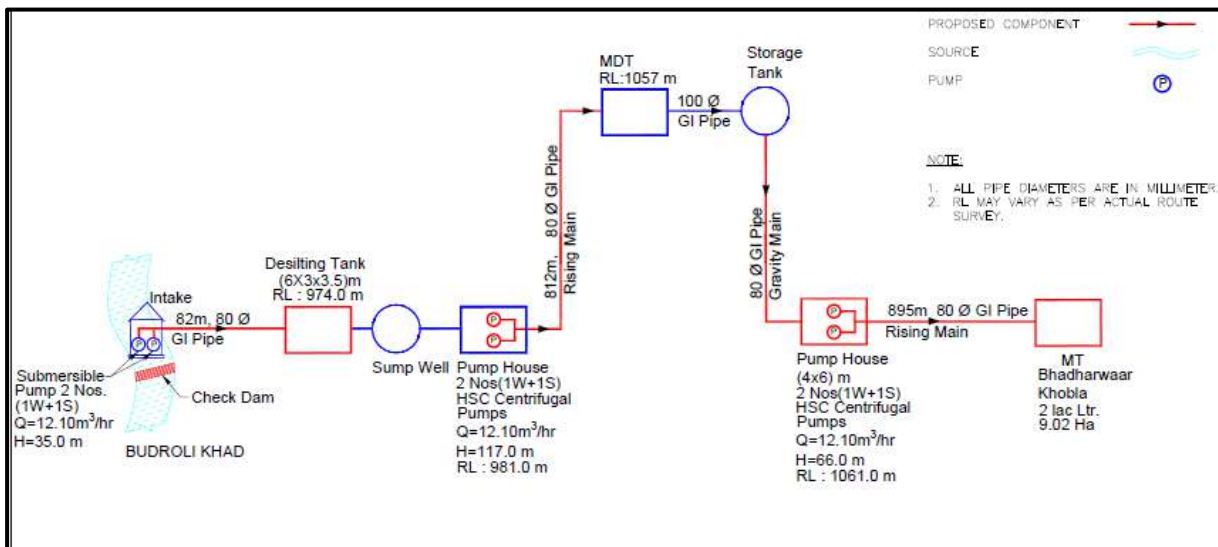 PROPOSED COMPONENT
SOURCE
PUMP
P
NOTE:
1. ALL PIPE DIAMETERS ARE IN MILLIMETER.
2. RL MAY VARY AS PER ACTUAL ROUTE
SURVEY.
MDT
RL:1057 m
100 Ø
GI Pipe
Storage
Tank
812m, 80 Ø GI Pipe
Rising Main
80 Ø GI Pipe
Gravity Main
Intake
P P
82m, 80 Ø
GI Pipe
Desilting Tank
(6X3x3.5)m
RL : 974.0 m
Sump Well
P
P
P
P
895m, 80 Ø GI Pipe
Rising Main
Submersible
Pump 2 Nos.
(1W+1S)
Q=12.10m³/hr
H=35.0 m
Check Dam
BUDROLI KHAD
Pump House
2 Nos(1W+1S)
HSC Centrifugal
Pumps
Q=12.10m³/hr
H=117.0 m
RL : 981.0 m
Pump House
(4x6) m
2 Nos(1W+1S)
HSC Centrifugal
Pumps
Q=12.10m³/hr
H=66.0 m
RL : 1061.0 m
MT
Bhadharwaar
Khobla
2 lac Ltr.
9.02 Ha